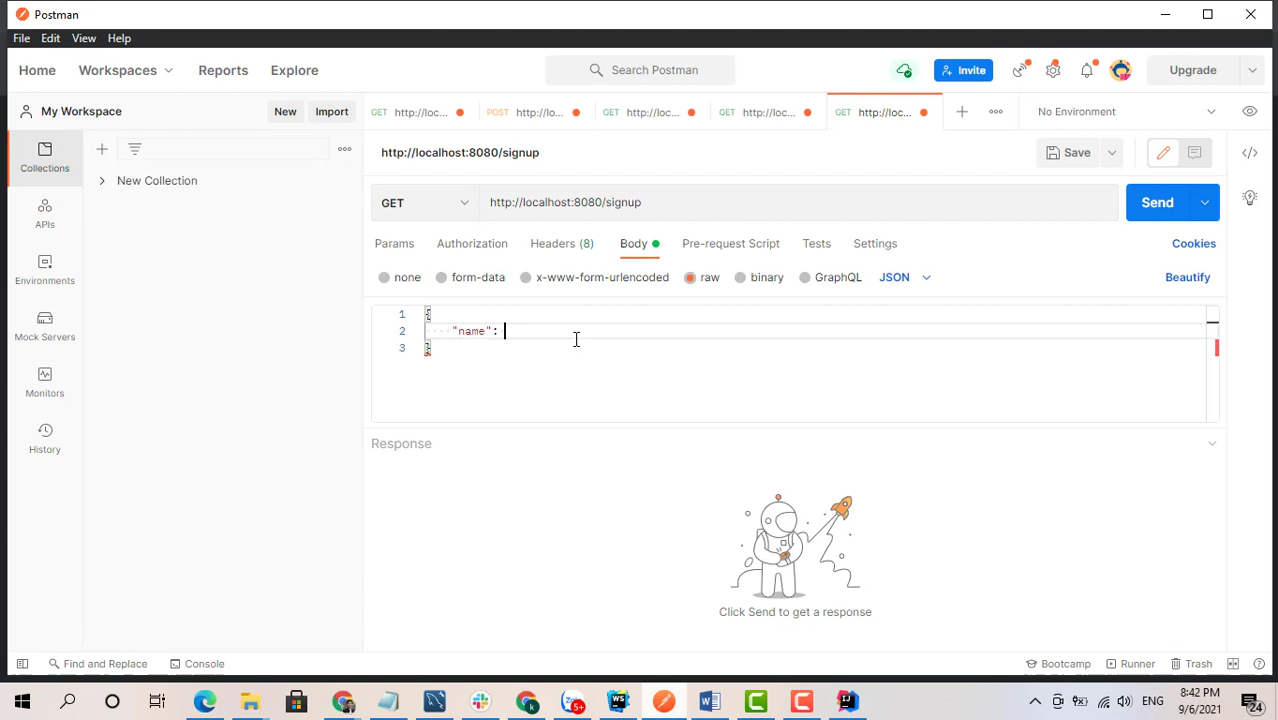 Postman
File Edit View Help
Home Workspaces Reports Explore Search Postman Invite Upgrade
My Workspace New Import GET http://loc... POST http://lo... GET http://loc... GET http://loc... GET http://loc... No Environment
Collections
New Collection
APIs
Environments
Mock Servers
Monitors
History
http://localhost:8080/signup Save
GET http://localhost:8080/signup Send
Params Authorization Headers (8) Body Pre-request Script Tests Settings Cookies
none form-data x-www-form-urlencoded raw binary GraphQL JSON Beautify
1 {
2 "name":
3 }
Response
Click Send to get a response
Find and Replace Console Bootcamp Runner Trash
5+ ENG 8:42 PM
9/6/2021 24